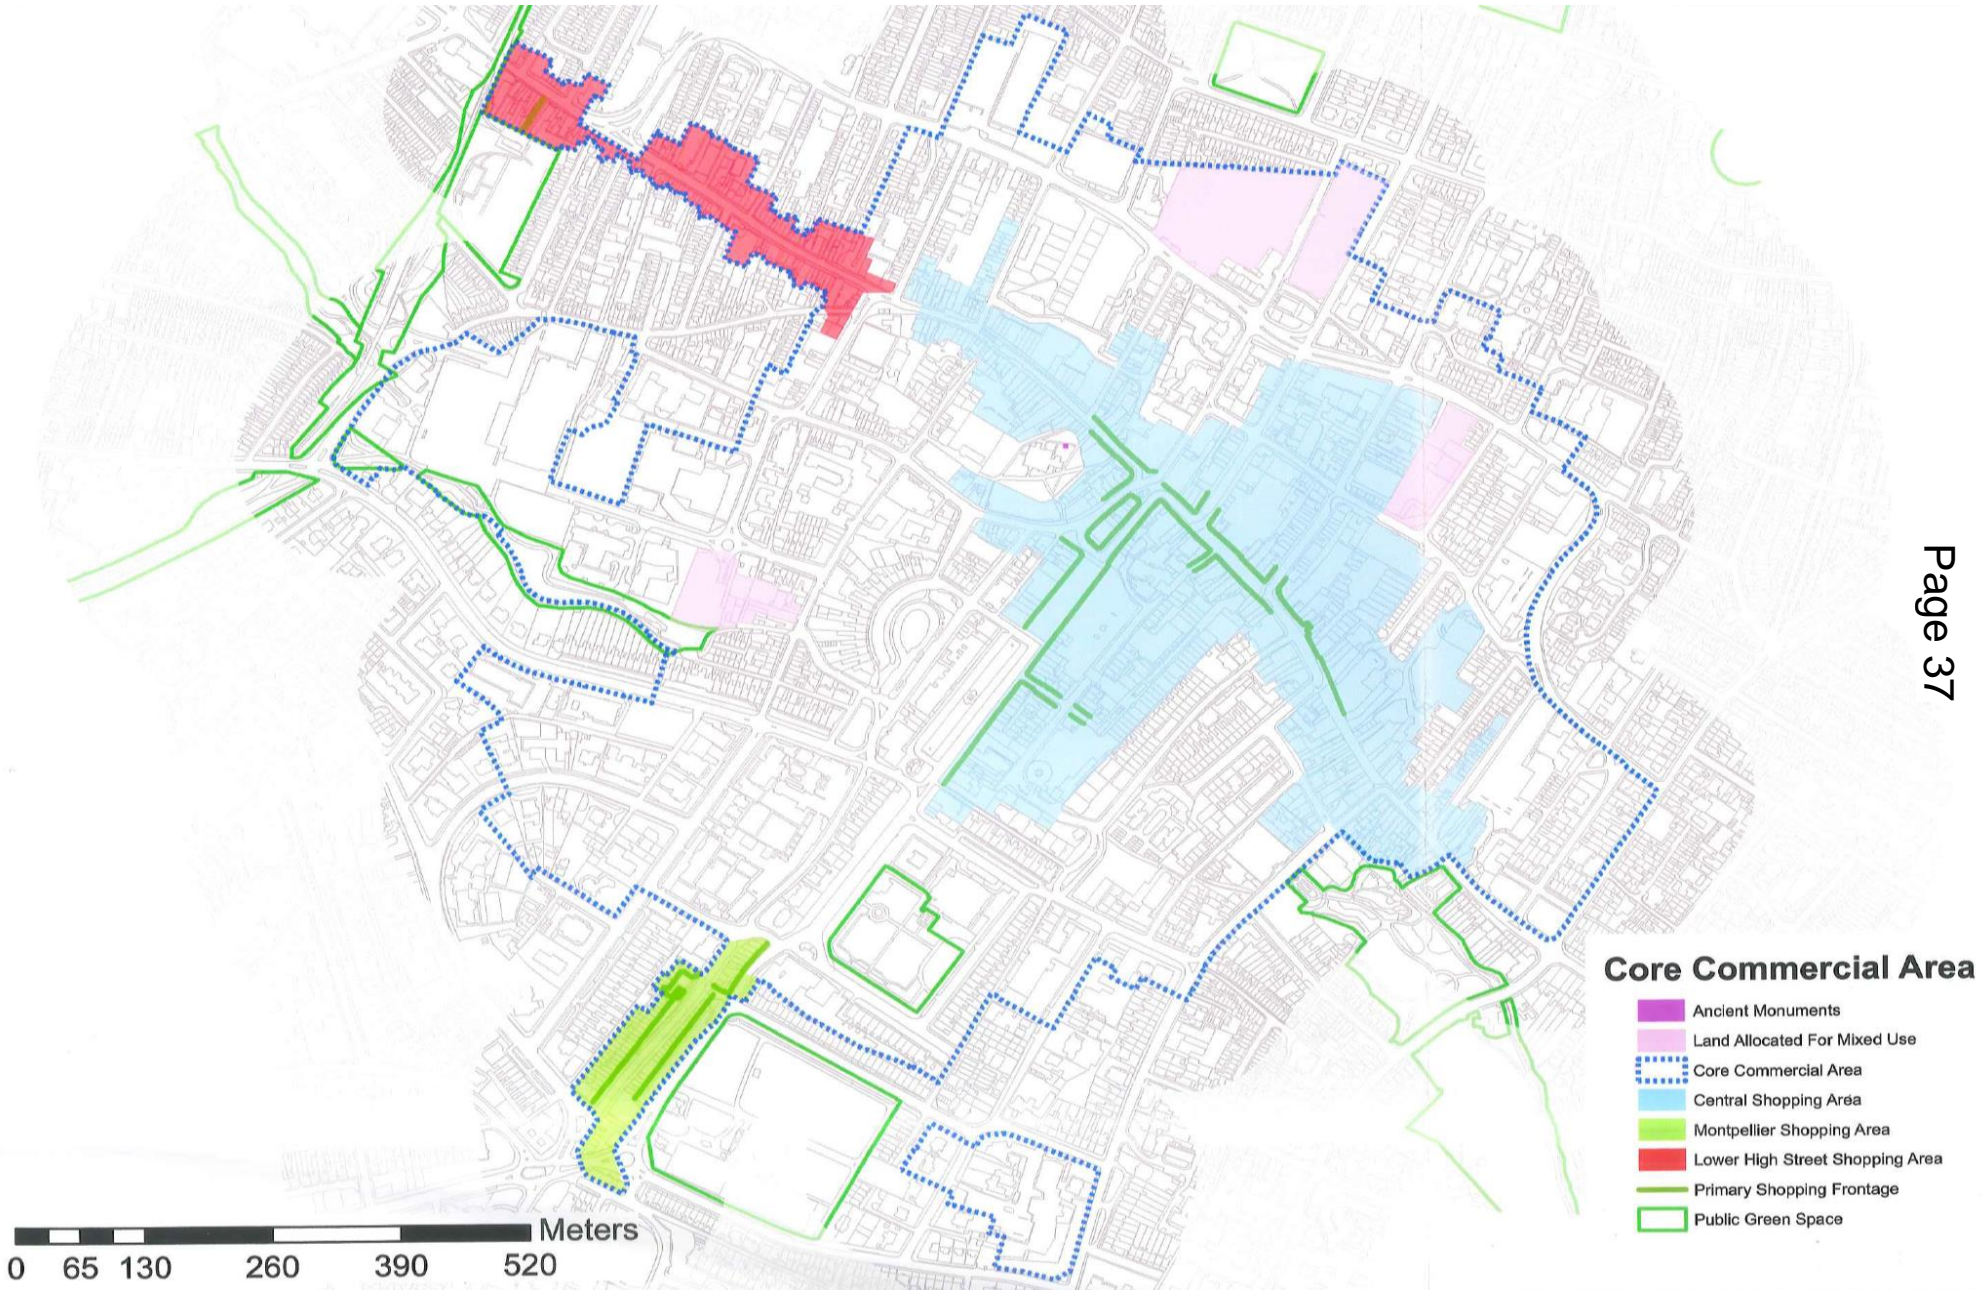 Page 37
Core Commercial Area
Ancient Monuments
Land Allocated For Mixed Use
Core Commercial Area
Central Shopping Area
Montpellier Shopping Area
Lower High Street Shopping Area
Primary Shopping Frontage
Public Green Space
Meters
0 65 130 260 390 520